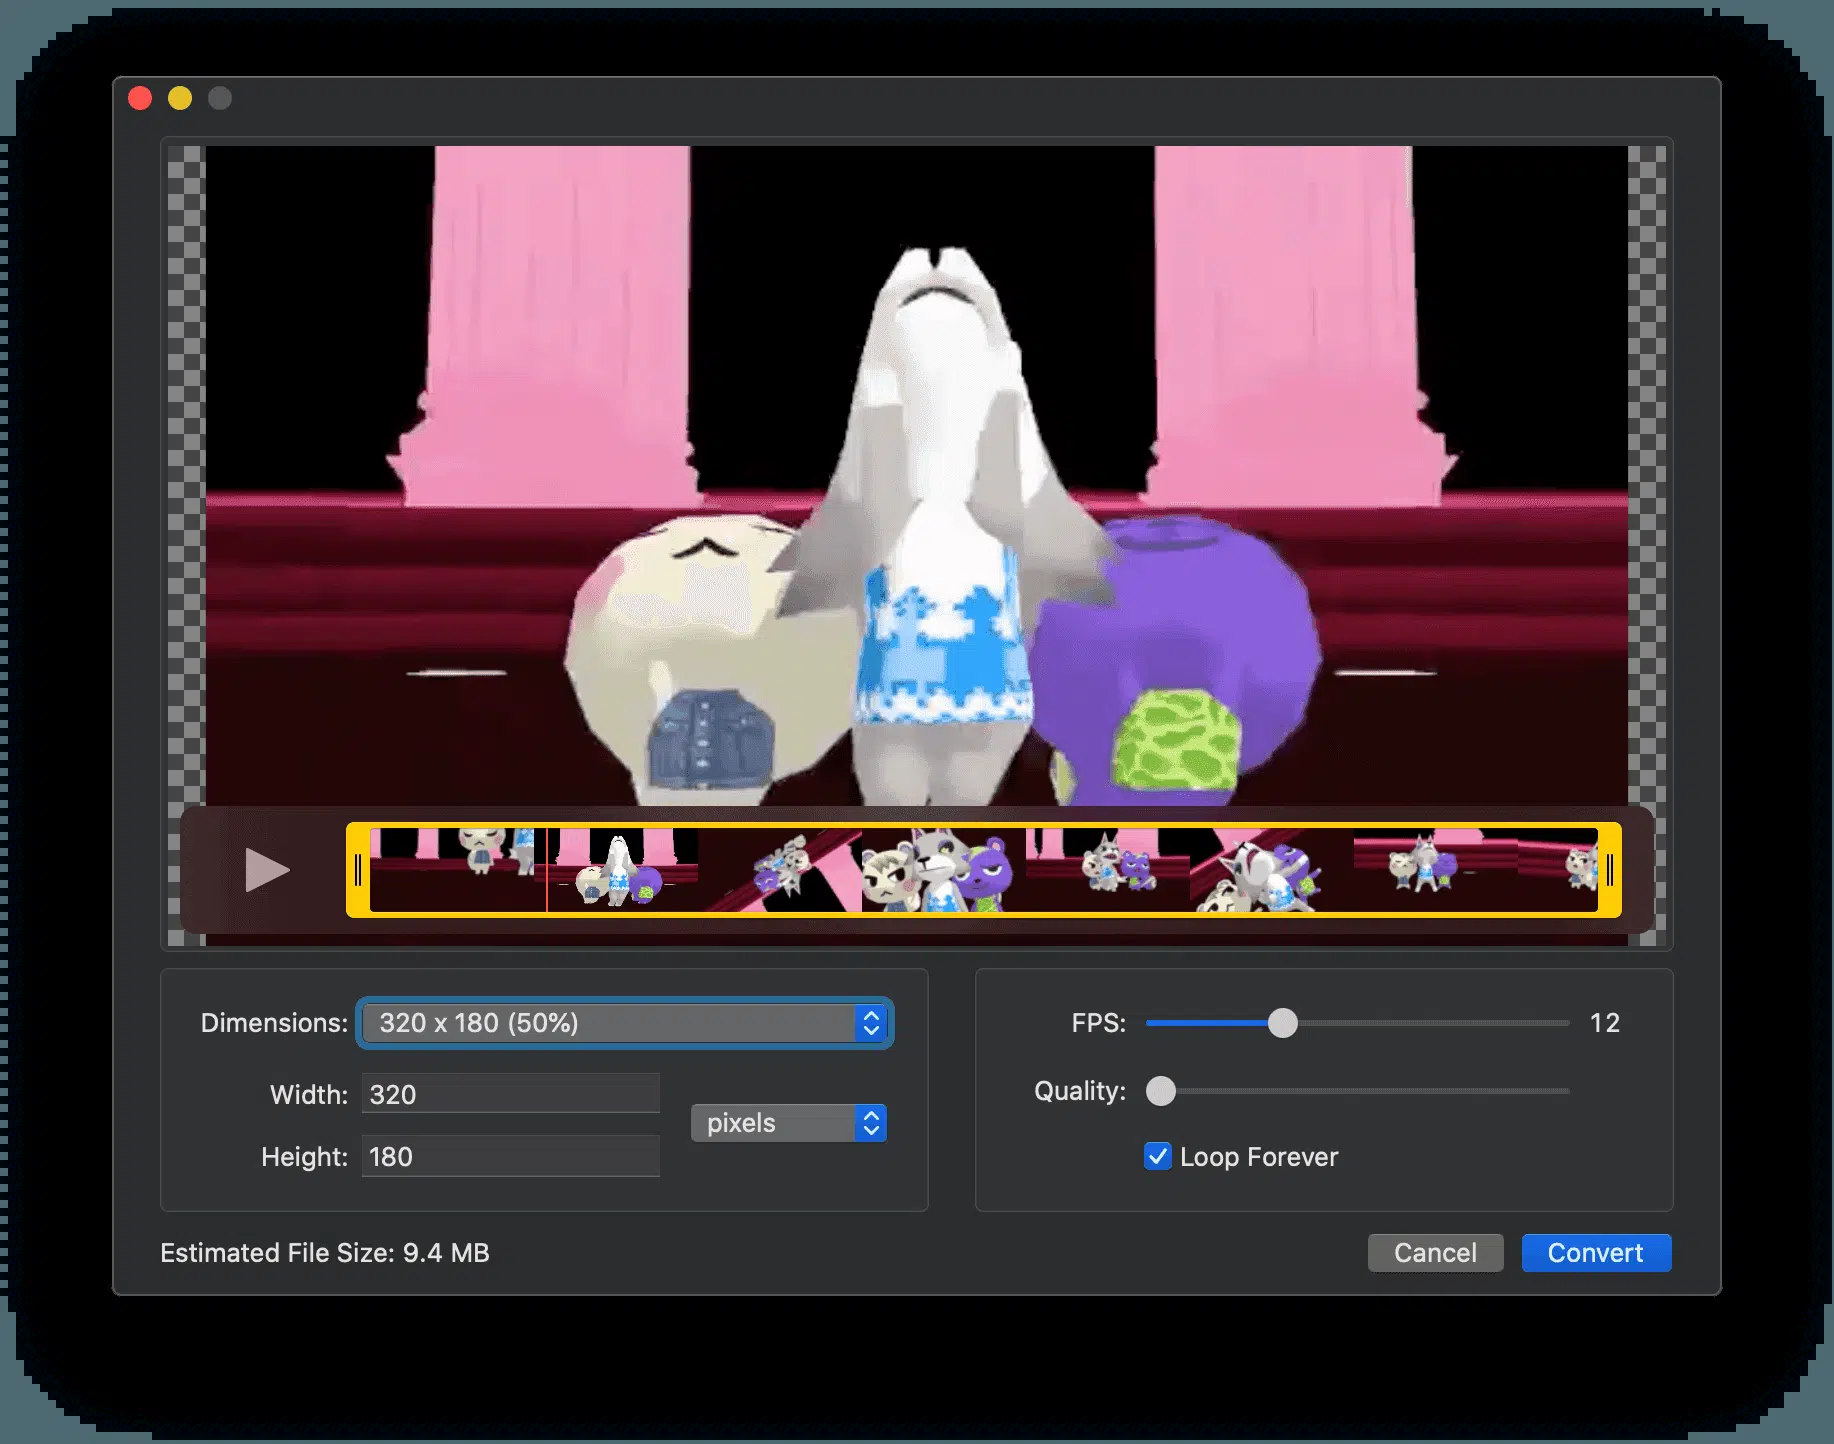 Dimensions: 320 x 180 (50%)
Width: 320
pixels
Height: 180
FPS: 12
Quality:
Loop Forever
Estimated File Size: 9.4 MB
Cancel Convert